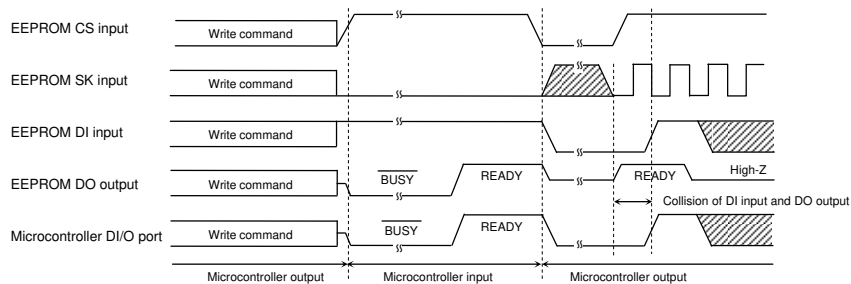 EEPROM CS input
Write command
EEPROM SK input
Write command
EEPROM DI input
Write command
EEPROM DO output
Write command
BUSY
READY
READY
High-Z
Collision of DI input and DO output
Microcontroller DI/O port
Write command
BUSY
READY
Microcontroller output
Microcontroller input
Microcontroller output